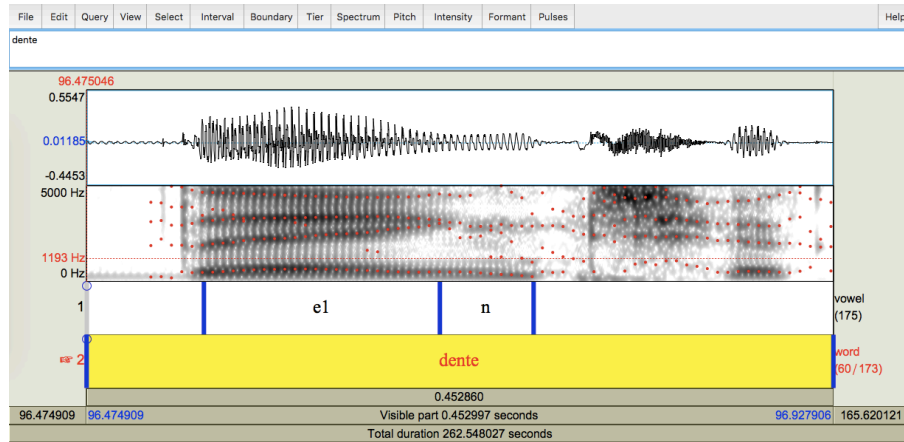 File Edit Query View Select Interval Boundary Tier Spectrum Pitch Intensity Formant Pulses Help
dente
96.475046
0.5547
0.01185
-0.4453
5000 Hz
1193 Hz
0 Hz
1 e1 n vowel
(175)
☞ 2 dente word
(60 / 173)
0.452860
96.474909 96.474909 Visible part 0.452997 seconds 96.927906 165.620121
Total duration 262.548027 seconds